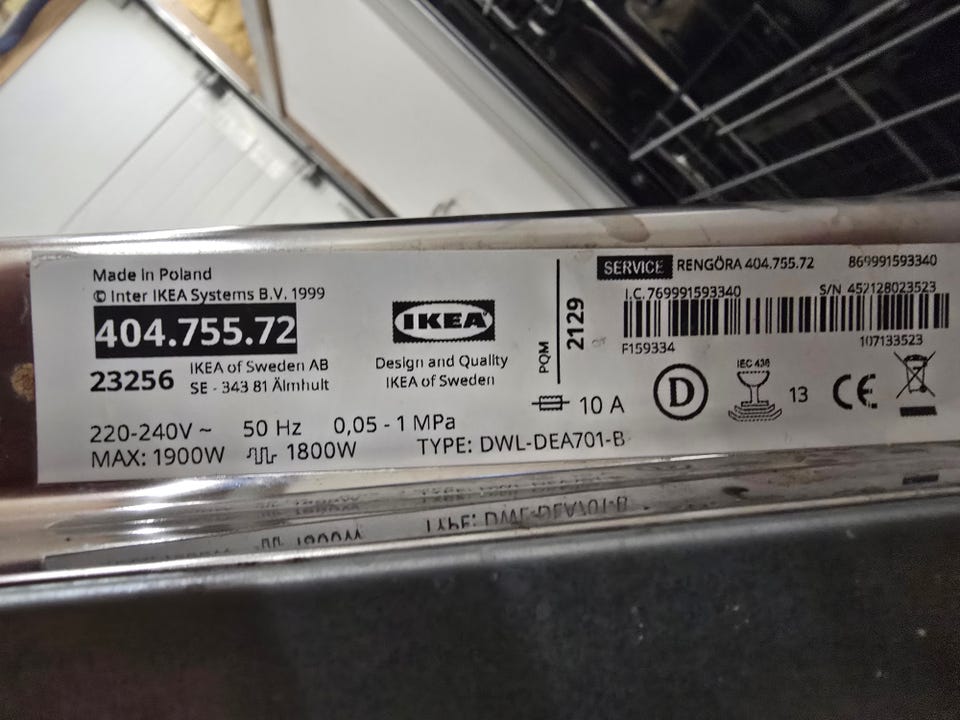 Made in Poland
© Inter IKEA Systems B.V. 1999
404.755.72
23256
IKEA of Sweden AB
SE - 343 81 Älmhult
220-240V ~ 50 Hz 0,05 - 1 MPa
MAX: 1900W 1800W TYPE: DWL-DEA701-B
IKEA
Design and Quality
IKEA of Sweden
PQM
2129
10 A
SERVICE RENGÖRA 404.755.72 869991593340
I.C. 769991593340 S/N 452128023523
F159334 107133523
D
IEC 436
13
CE